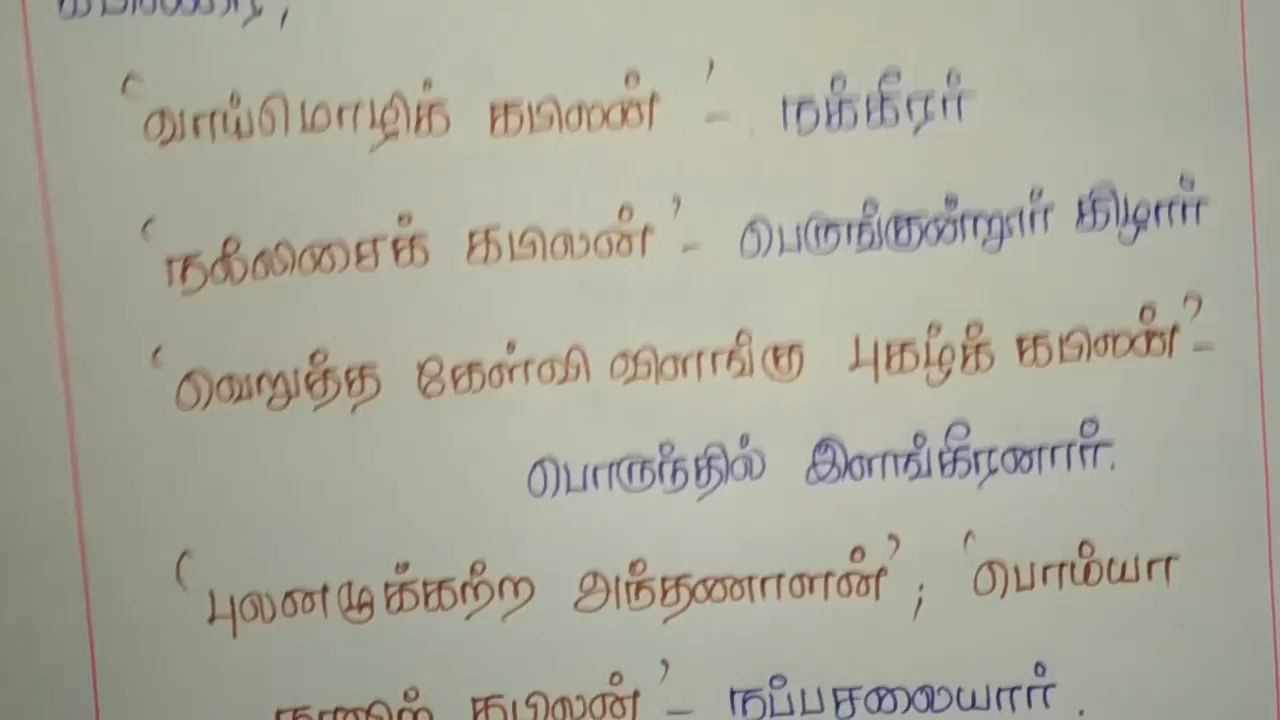 'வாய்மொழிக் கபிலன்' - நக்கீரர்
'நல்லிசைக் கபிலன்' - பெருங்குன்றூர் கிழார்
'வெறுத்த கேள்வி விளங்கு புகழ்க் கபிலன்' -
பொருந்தில் இளங்கீரனார்.
'புலனழுக்கற்ற அந்தணாளன்'; 'பொய்யா
கபிலன்' - நப்பசலையார்.